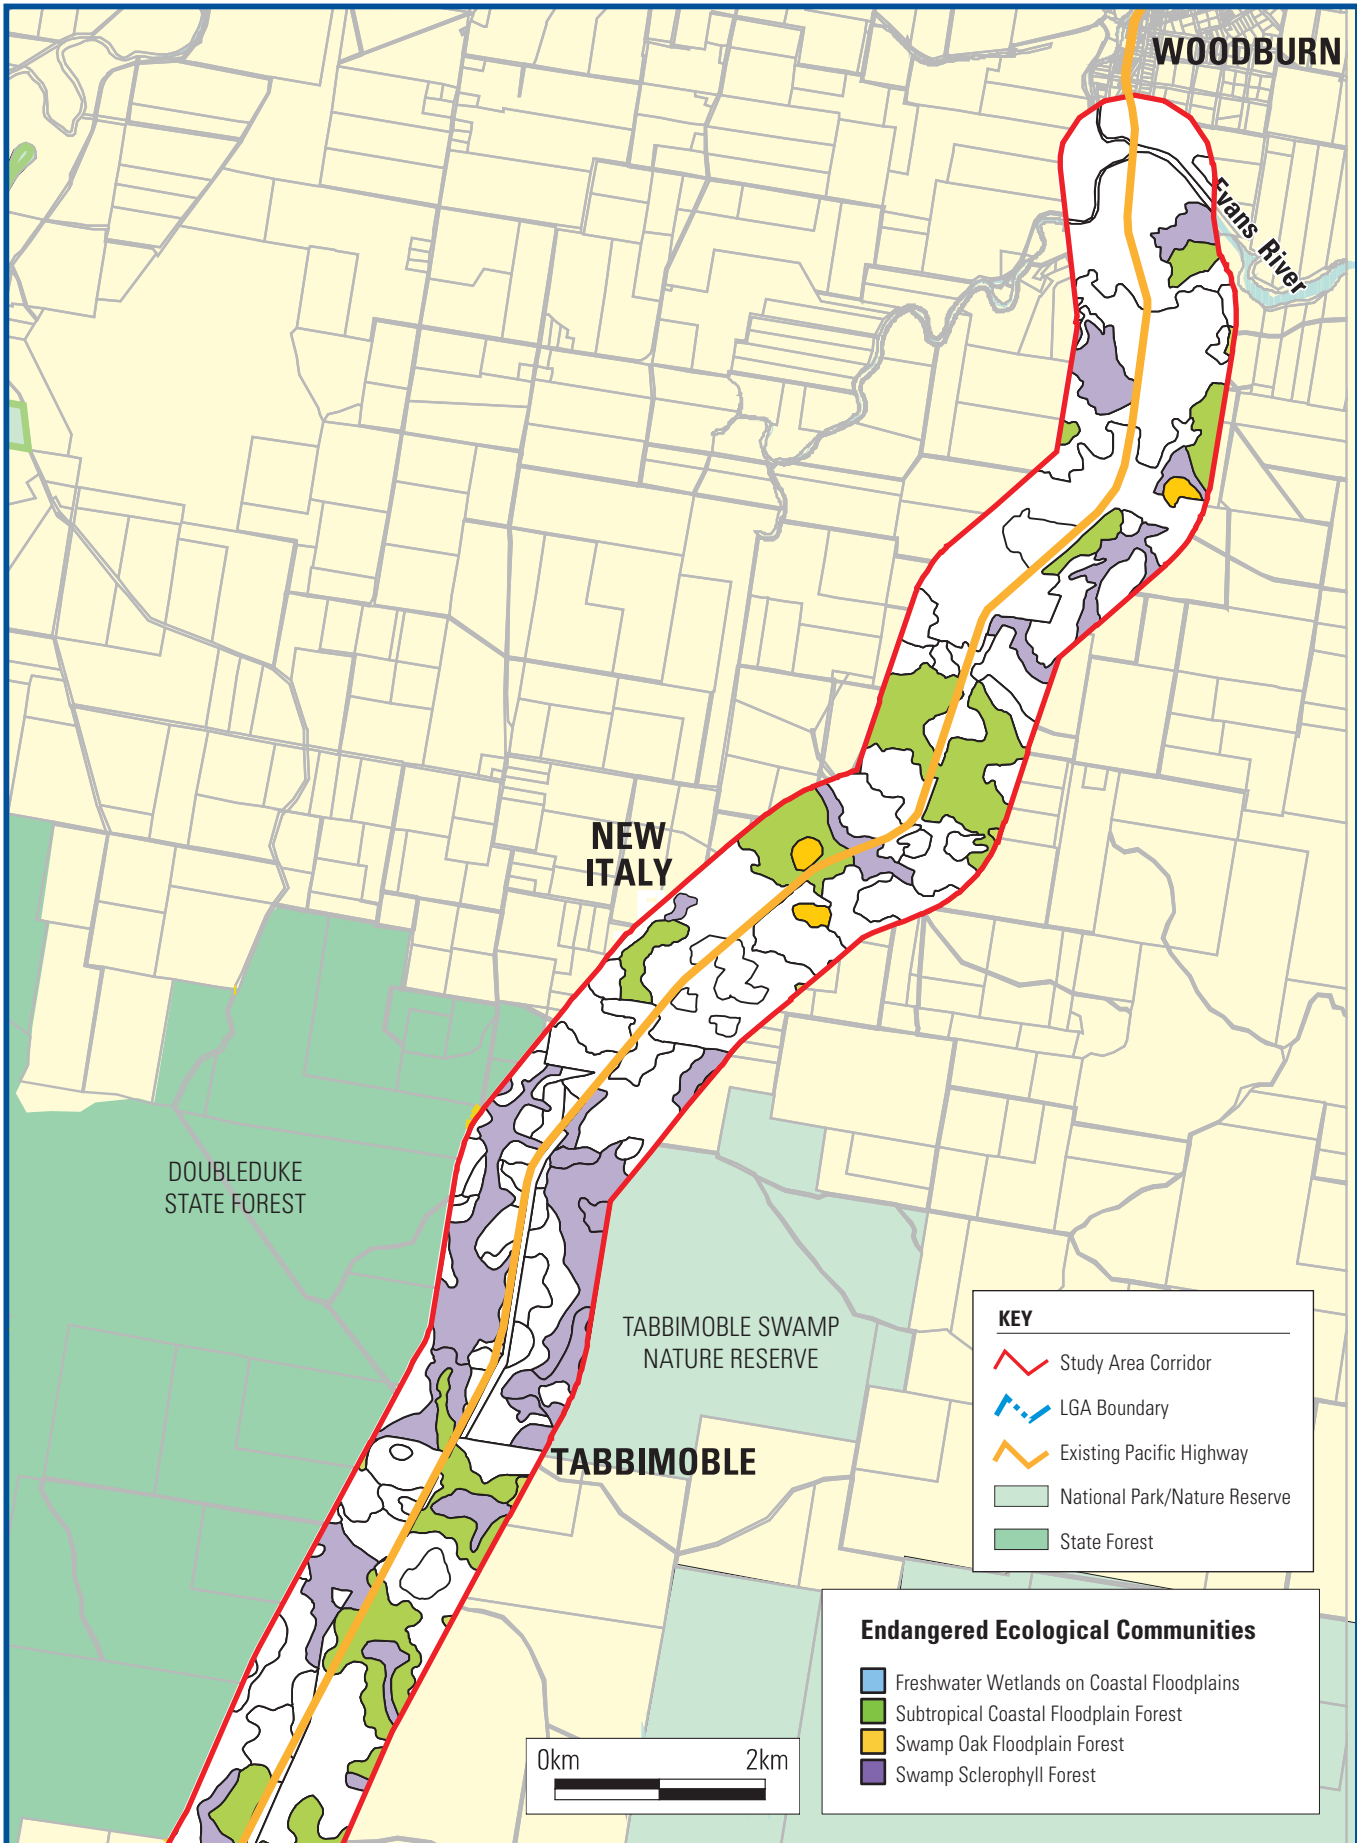 WOODBURN
Evans River
NEW
ITALY
DOUBLEDUKE
STATE FOREST
TABBIMOBLE SWAMP
NATURE RESERVE
TABBIMOBLE
KEY
Study Area Corridor
LGA Boundary
Existing Pacific Highway
National Park/Nature Reserve
State Forest
Endangered Ecological Communities
Freshwater Wetlands on Coastal Floodplains
Subtropical Coastal Floodplain Forest
Swamp Oak Floodplain Forest
Swamp Sclerophyll Forest
0km 2km